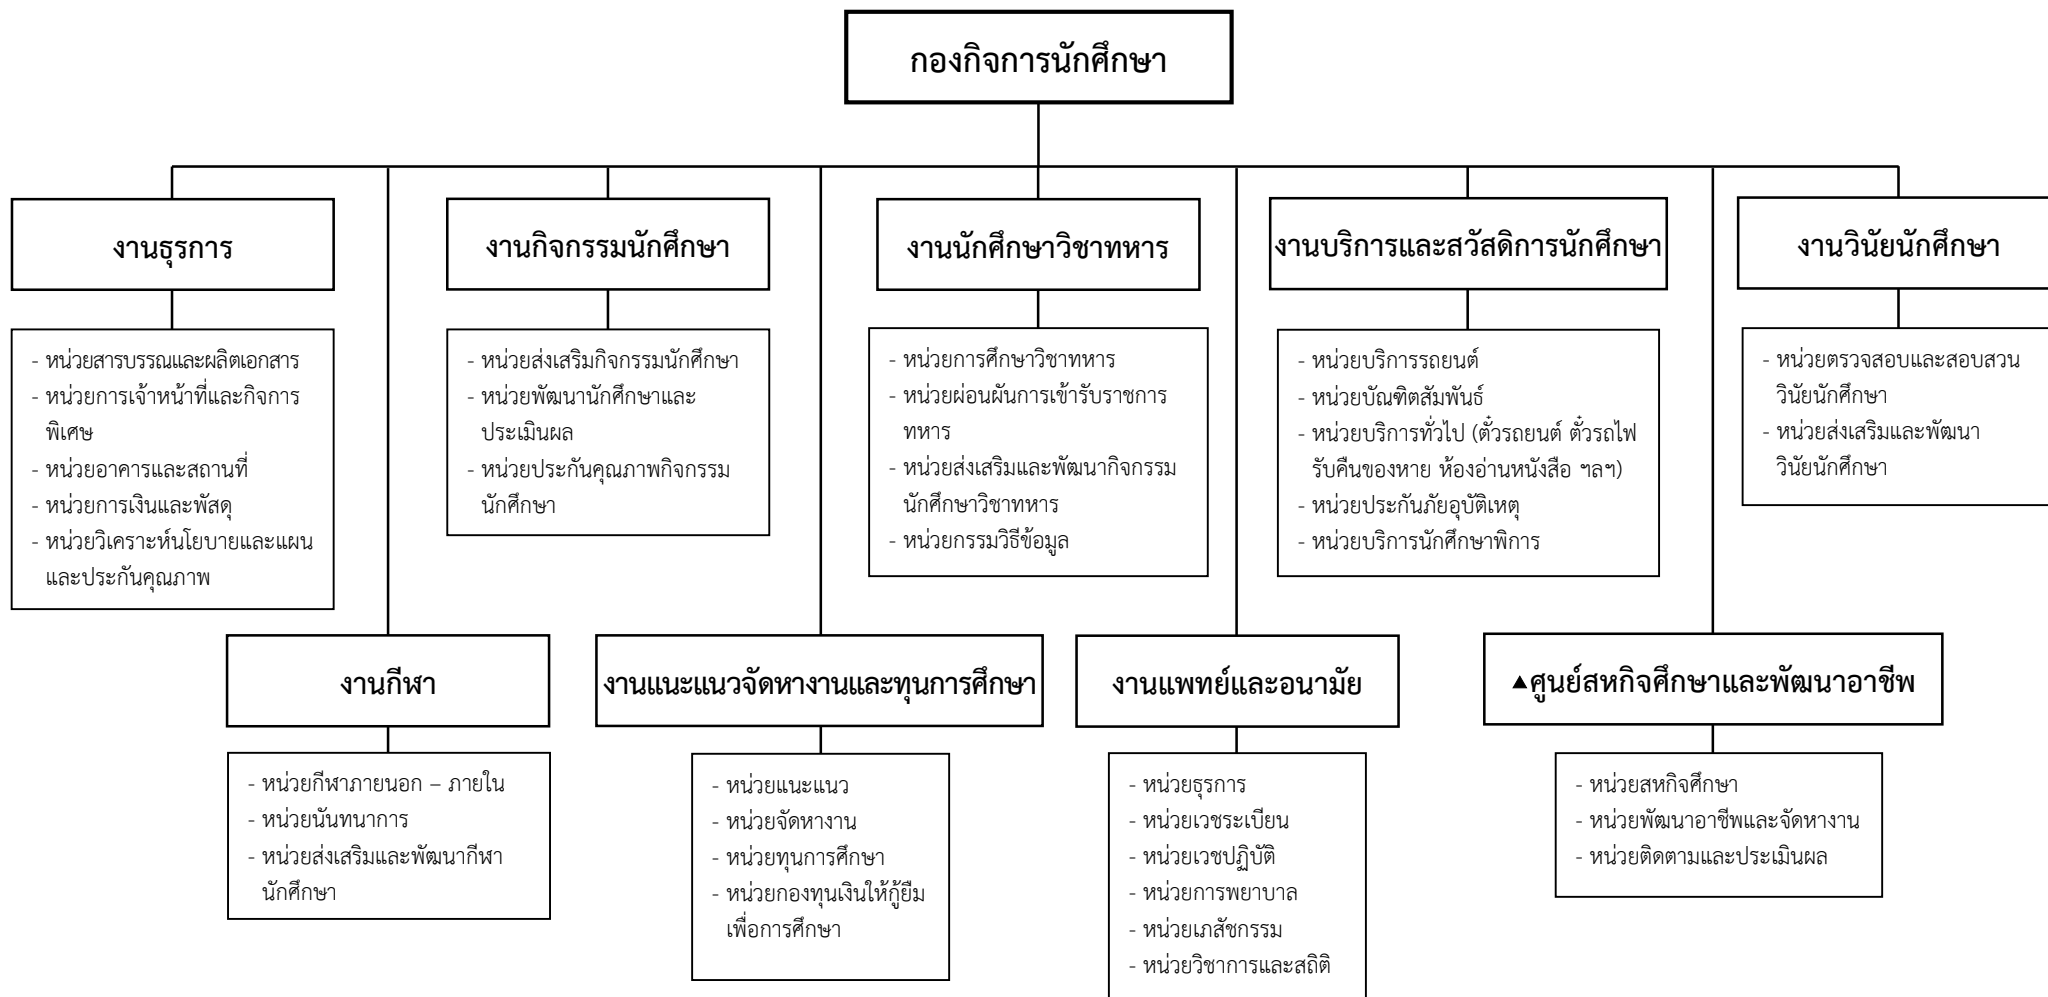 กองกิจการนักศึกษา
งานธุรการ
- หน่วยสารบรรณและผลิตเอกสาร
- หน่วยการเจ้าหน้าที่และกิจการ
พิเศษ
- หน่วยอาคารและสถานที่
- หน่วยการเงินและพัสดุ
- หน่วยวิเคราะห์นโยบายและแผน
และประกันคุณภาพ
งานกิจกรรมนักศึกษา
- หน่วยส่งเสริมกิจกรรมนักศึกษา
- หน่วยพัฒนานักศึกษาและ
ประเมินผล
- หน่วยประกันคุณภาพกิจกรรม
นักศึกษา
งานนักศึกษาวิชาทหาร
- หน่วยการศึกษาวิชาทหาร
- หน่วยผ่อนผันการเข้ารับราชการ
ทหาร
- หน่วยส่งเสริมและพัฒนากิจกรรม
นักศึกษาวิชาทหาร
- หน่วยกรรมวิธีข้อมูล
งานบริการและสวัสดิการนักศึกษา
- หน่วยบริการรถยนต์
- หน่วยบัณฑิตสัมพันธ์
- หน่วยบริการทั่วไป (ตั๋วรถยนต์ ตั๋วรถไฟ
รับคืนของหาย ห้องอ่านหนังสือ ฯลฯ)
- หน่วยประกันภัยอุบัติเหตุ
- หน่วยบริการนักศึกษาพิการ
งานวินัยนักศึกษา
- หน่วยตรวจสอบและสอบสวน
วินัยนักศึกษา
- หน่วยส่งเสริมและพัฒนา
วินัยนักศึกษา
งานกีฬา
- หน่วยกีฬาภายนอก – ภายใน
- หน่วยนันทนาการ
- หน่วยส่งเสริมและพัฒนากีฬา
นักศึกษา
งานแนะแนวจัดหางานและทุนการศึกษา
- หน่วยแนะแนว
- หน่วยจัดหางาน
- หน่วยทุนการศึกษา
- หน่วยกองทุนเงินให้กู้ยืม
เพื่อการศึกษา
งานแพทย์และอนามัย
- หน่วยธุรการ
- หน่วยเวชระเบียน
- หน่วยเวชปฏิบัติ
- หน่วยการพยาบาล
- หน่วยเภสัชกรรม
- หน่วยวิชาการและสถิติ
▲ศูนย์สหกิจศึกษาและพัฒนาอาชีพ
- หน่วยสหกิจศึกษา
- หน่วยพัฒนาอาชีพและจัดหางาน
- หน่วยติดตามและประเมินผล